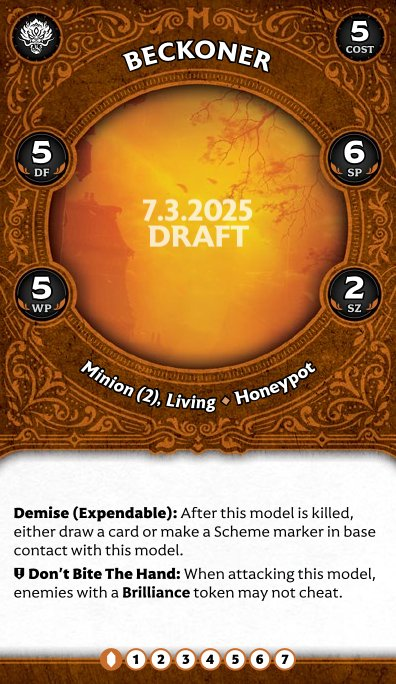 M
BECKONER
5
COST
5
DF
6
SP
7.3.2025
DRAFT
5
WP
2
SZ
Minion (2), Living ◆ Honeypot
Demise (Expendable): After this model is killed,
either draw a card or make a Scheme marker in base
contact with this model.
Don't Bite The Hand: When attacking this model,
enemies with a Brilliance token may not cheat.
1 2 3 4 5 6 7